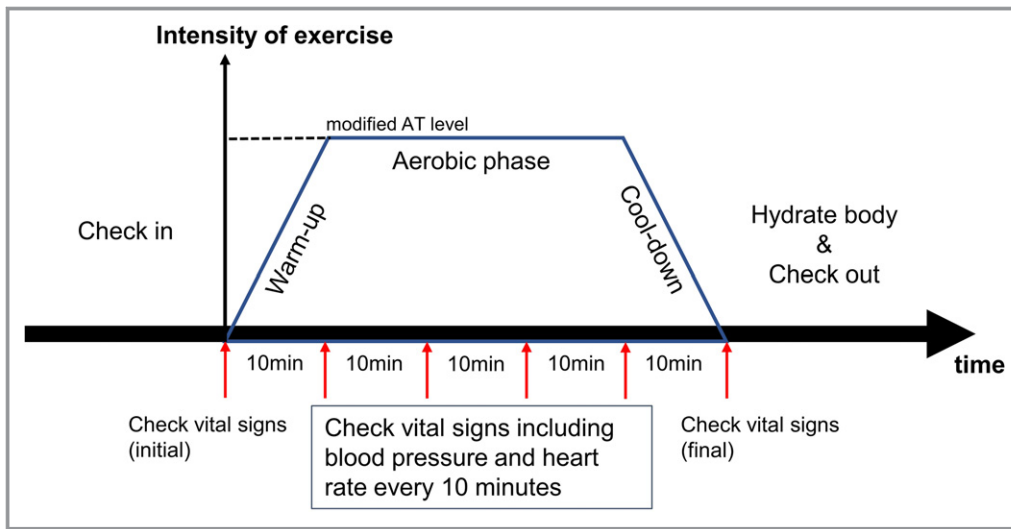 Intensity of exercise
modified AT level
Aerobic phase
Check in
Warm-up
Cool-down
Hydrate body
&
Check out
10min
10min
10min
10min
10min
time
Check vital signs
(initial)
Check vital signs including
blood pressure and heart
rate every 10 minutes
Check vital signs
(final)